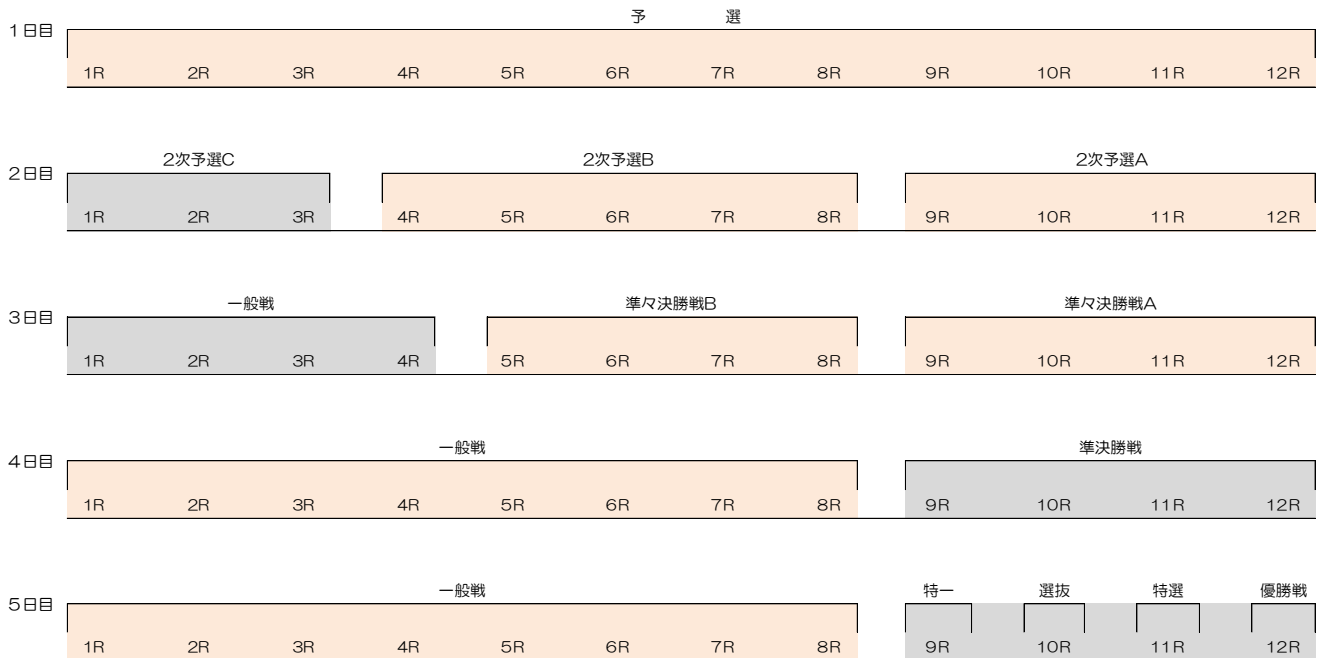 予 選
1日目
1R 2R 3R 4R 5R 6R 7R 8R 9R 10R 11R 12R
2次予選C 2次予選B 2次予選A
2日目
1R 2R 3R 4R 5R 6R 7R 8R 9R 10R 11R 12R
一般戦 準々決勝戦B 準々決勝戦A
3日目
1R 2R 3R 4R 5R 6R 7R 8R 9R 10R 11R 12R
一般戦 準決勝戦
4日目
1R 2R 3R 4R 5R 6R 7R 8R 9R 10R 11R 12R
一般戦 特一 選抜 特選 優勝戦
5日目
1R 2R 3R 4R 5R 6R 7R 8R 9R 10R 11R 12R